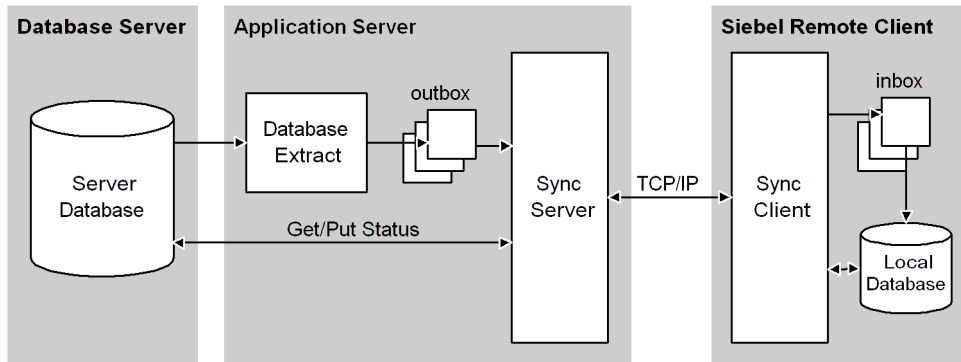 Database Server
Application Server
Siebel Remote Client
outbox
inbox
Database
Extract
Server
Database
Sync
Server
TCP/IP
Sync
Client
Get/Put Status
Local
Database